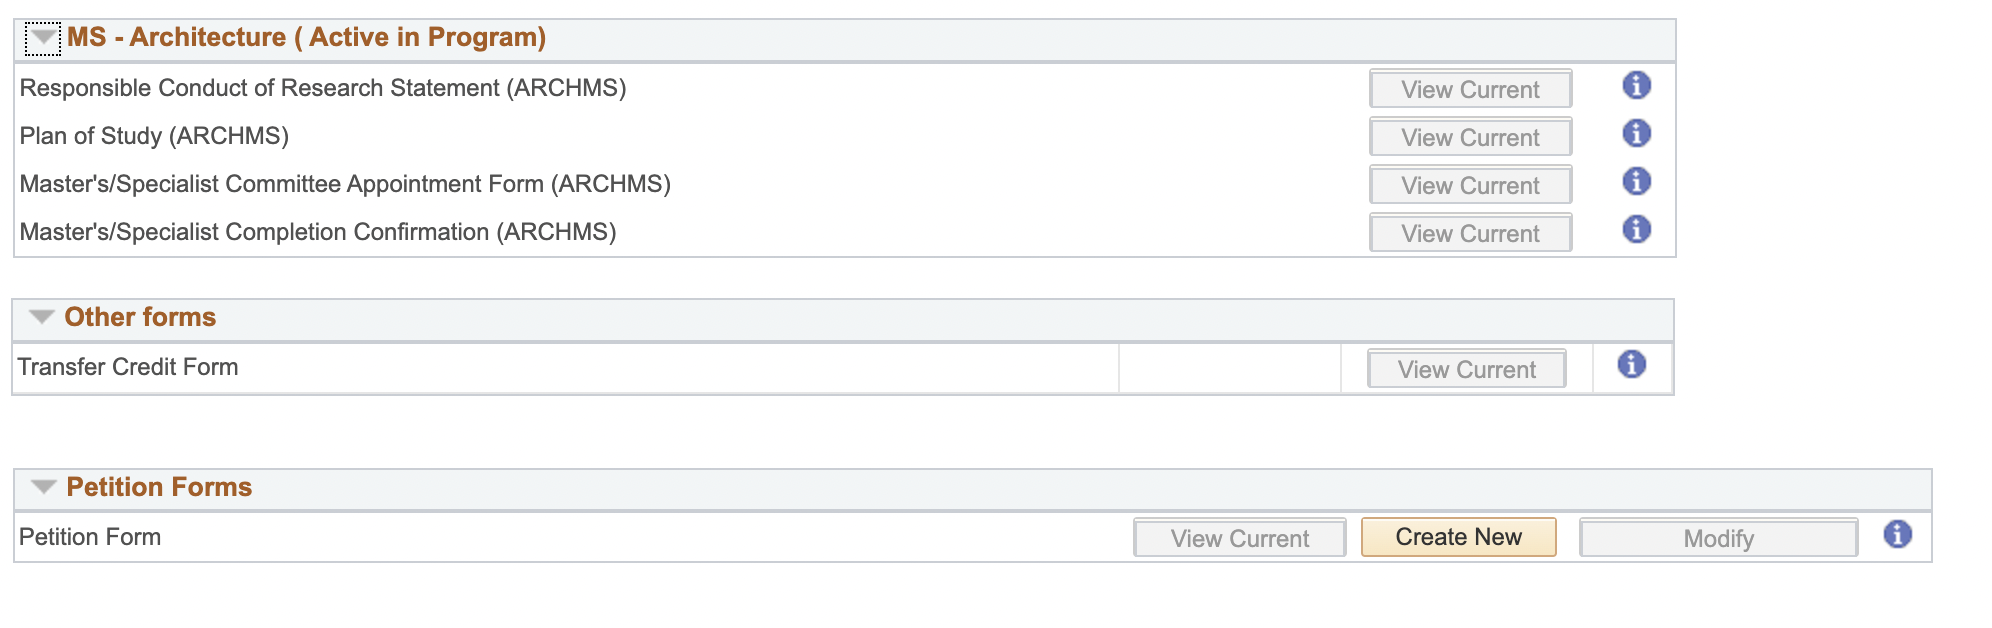 MS - Architecture ( Active in Program)
Responsible Conduct of Research Statement (ARCHMS) View Current
Plan of Study (ARCHMS) View Current
Master's/Specialist Committee Appointment Form (ARCHMS) View Current
Master's/Specialist Completion Confirmation (ARCHMS) View Current
Other forms
Transfer Credit Form View Current
Petition Forms
Petition Form View Current Create New Modify